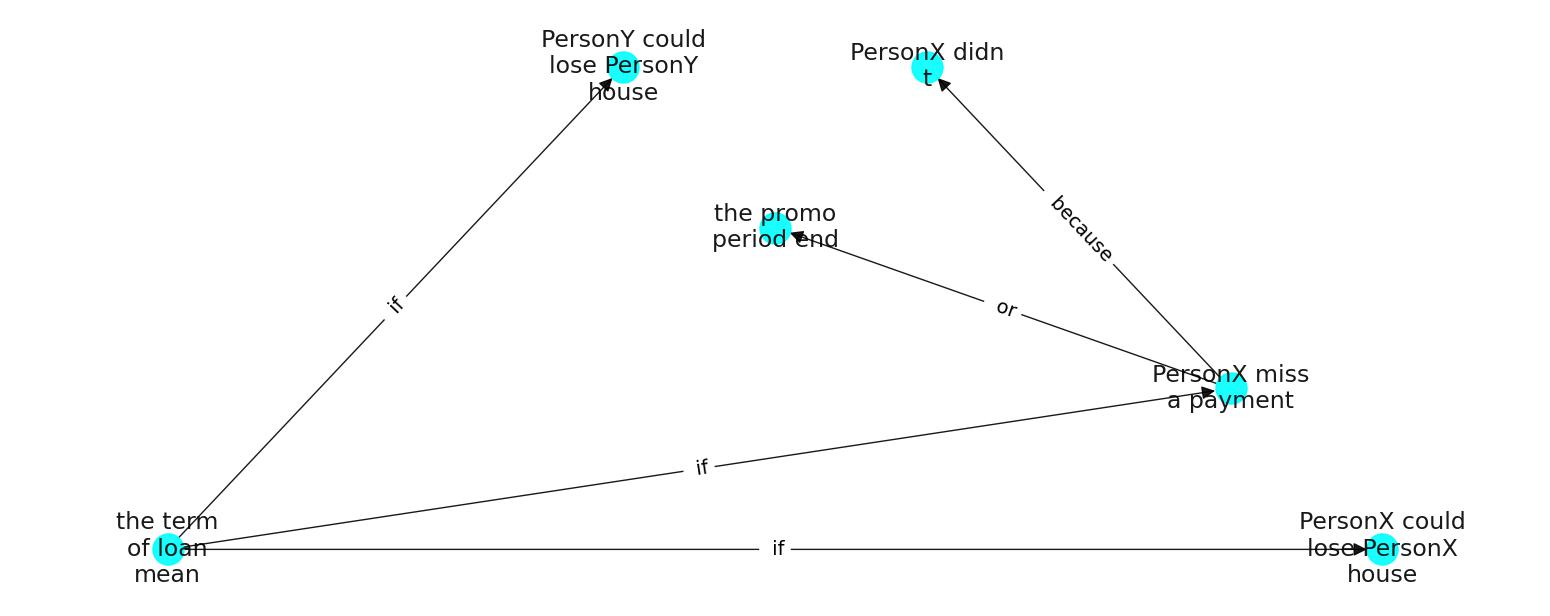 PersonY could
lose PersonY
house
PersonX didn
t
because
the promo
period end
or
if
PersonX miss
a payment
if
the term
of loan
mean
if
PersonX could
lose PersonX
house